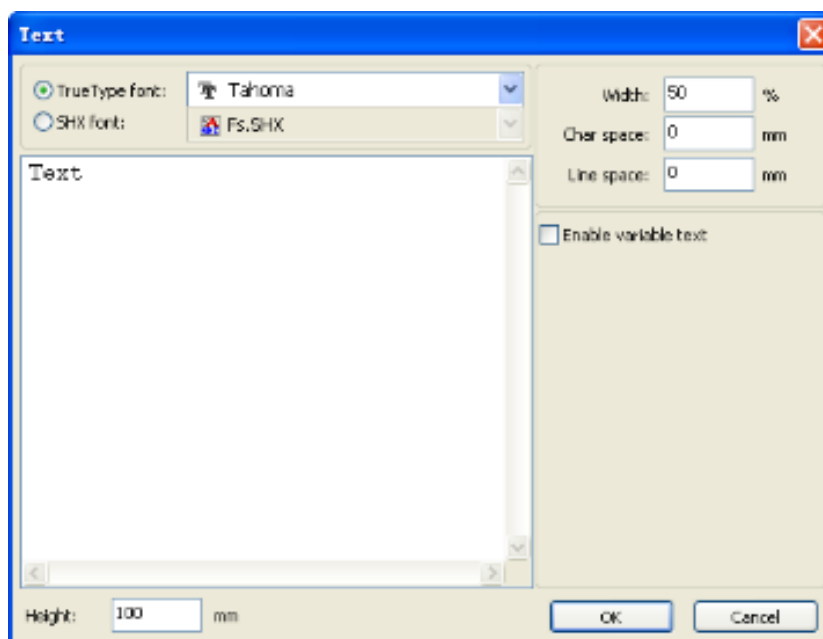 Text
TrueType font: Tahoma
SHX font: Fs.SHX
Text
Width: 50 %
Char space: 0 mm
Line space: 0 mm
Enable variable text
Height: 100 mm
OK Cancel